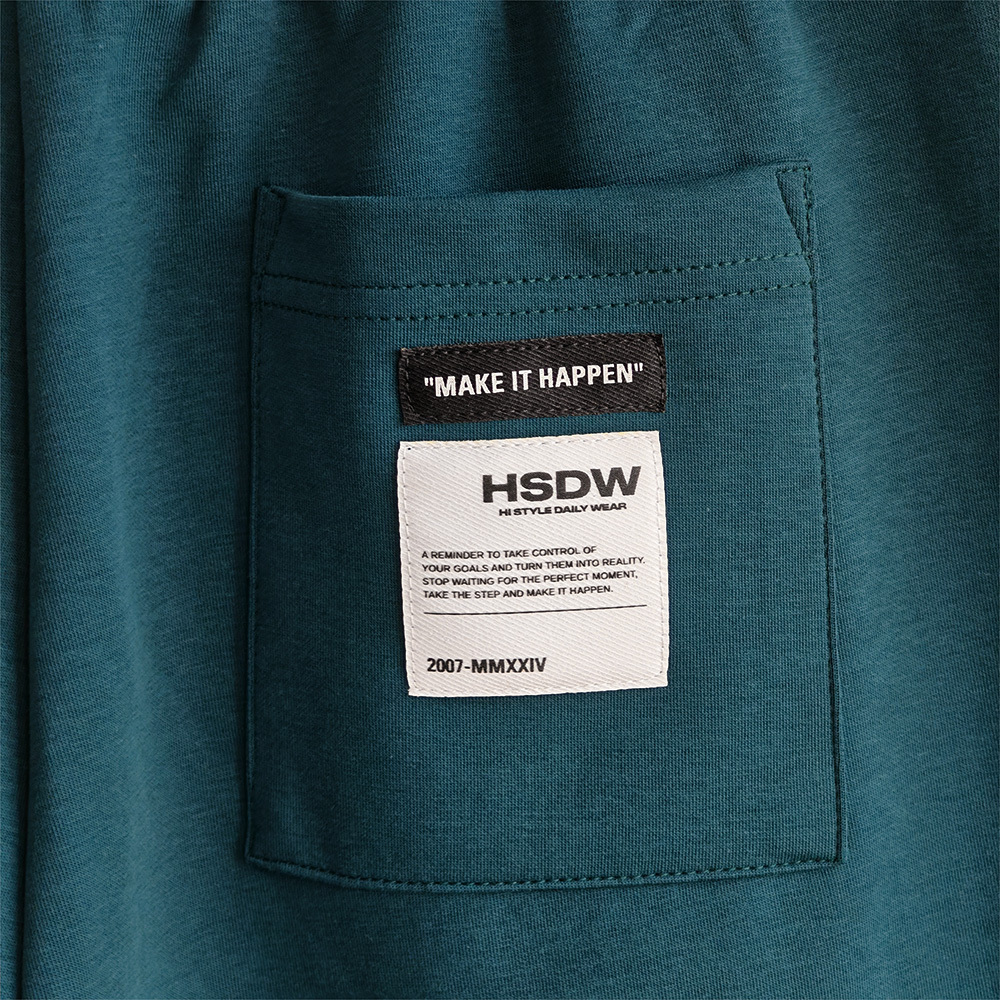 "MAKE IT HAPPEN"
HSDW
HI STYLE DAILY WEAR
A REMINDER TO TAKE CONTROL OF
YOUR GOALS AND TURN THEM INTO REALITY.
STOP WAITING FOR THE PERFECT MOMENT,
TAKE THE STEP AND MAKE IT HAPPEN.
2007-MMXXIV